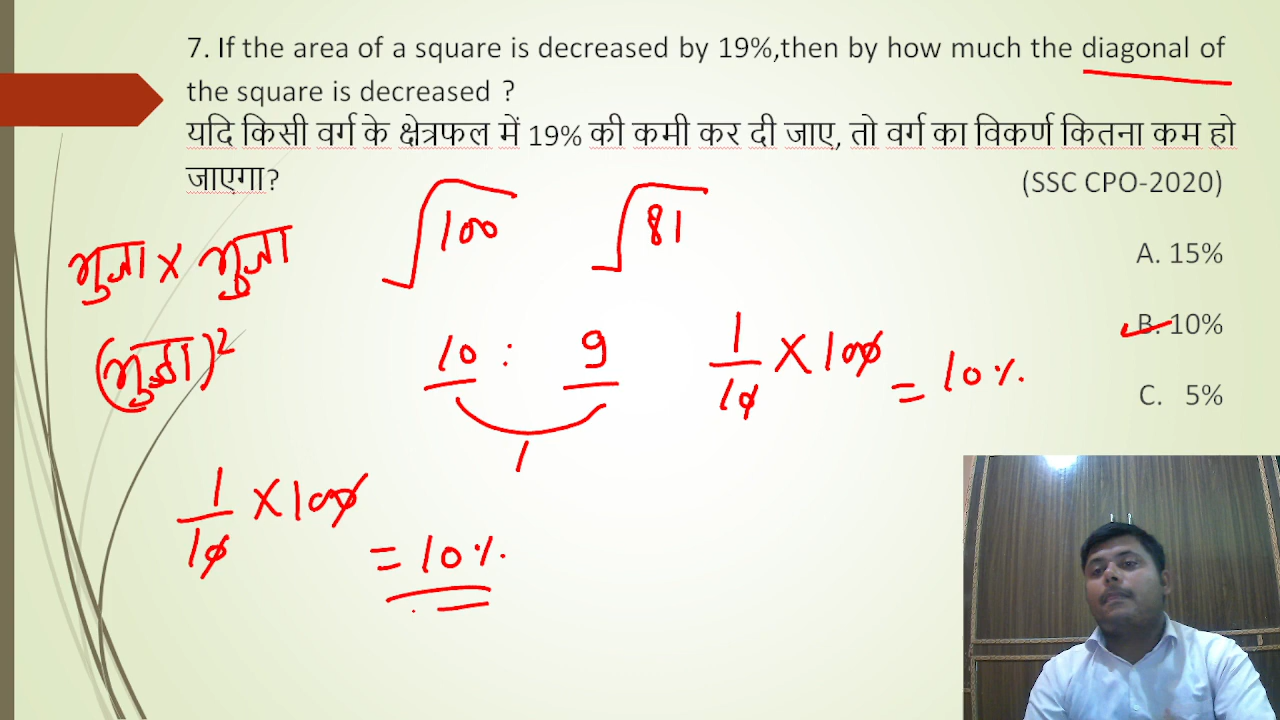 7. If the area of a square is decreased by 19%,then by how much the diagonal of
the square is decreased ?
यदि किसी वर्ग के क्षेत्रफल में 19% की कमी कर दी जाए, तो वर्ग का विकर्ण कितना कम हो
जाएगा?
(SSC CPO-2020)
√100 √81
भुजा × भुजा
A. 15%
(भुजा)²
10 : 9
1/10 × 100 = 10%
B. 10%
C. 5%
1
1/10 × 100 = 10%